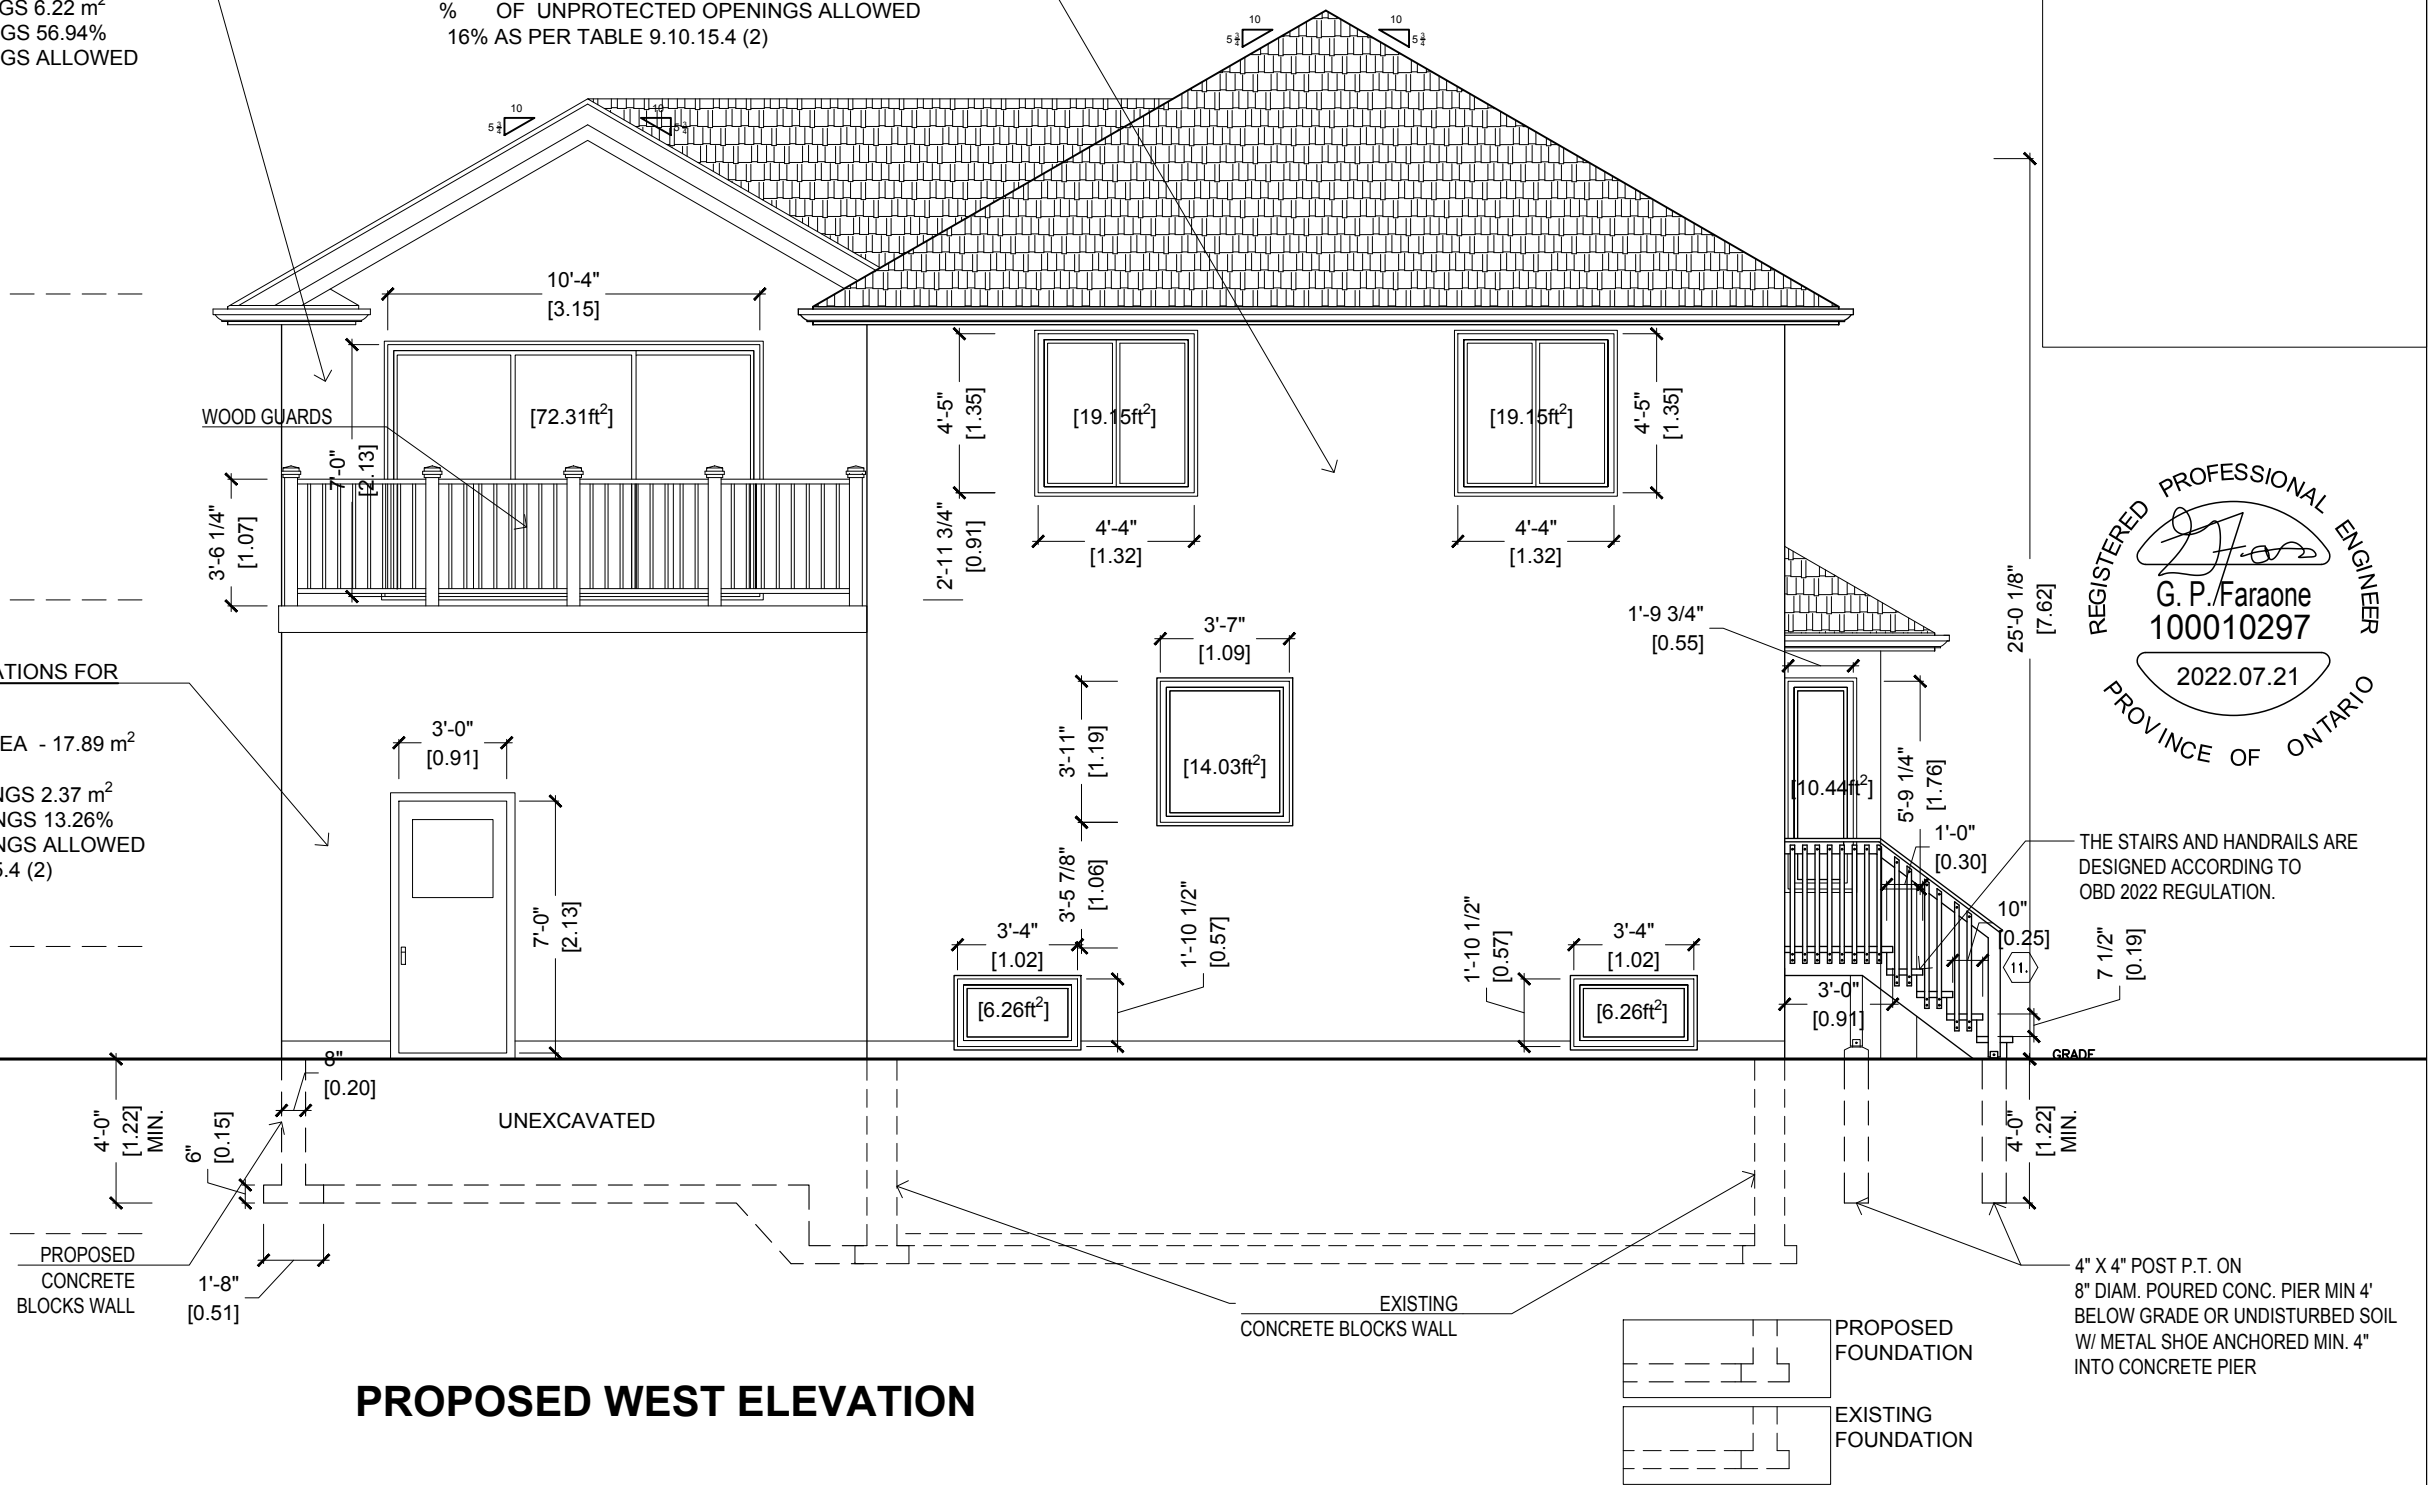 GS 6.22 m²
GS 56.94%
GS ALLOWED
% OF UNPROTECTED OPENINGS ALLOWED
16% AS PER TABLE 9.10.15.4 (2)
10
5 3/4
10
5 3/4
10
5 3/4
10
5 3/4
10'-4"
[3.15]
[72.31ft²]
WOOD GUARDS
7'-0"
[2.13]
3'-6 1/4"
[1.07]
4'-5"
[1.35]
[19.15ft²]
[19.15ft²]
4'-5"
[1.35]
4'-4"
[1.32]
4'-4"
[1.32]
2'-11 3/4"
[0.91]
25'-0 1/8"
[7.62]
REGISTERED PROFESSIONAL ENGINEER
G. P. Faraone
100010297
2022.07.21
PROVINCE OF ONTARIO
1'-9 3/4"
[0.55]
3'-7"
[1.09]
3'-11"
[1.19]
[14.03ft²]
[10.44ft²]
5'-9 1/4"
[1.76]
ATIONS FOR
EA - 17.89 m²
NGS 2.37 m²
NGS 13.26%
NGS ALLOWED
5.4 (2)
3'-0"
[0.91]
7'-0"
[2.13]
3'-5 7/8"
[1.06]
1'-0"
[0.30]
THE STAIRS AND HANDRAILS ARE
DESIGNED ACCORDING TO
OBD 2022 REGULATION.
3'-4"
[1.02]
[6.26ft²]
1'-10 1/2"
[0.57]
1'-10 1/2"
[0.57]
3'-4"
[1.02]
[6.26ft²]
10"
[0.25]
11.
7 1/2"
[0.19]
3'-0"
[0.91]
GRADE
8"
[0.20]
UNEXCAVATED
4'-0"
[1.22]
MIN.
6"
[0.15]
4'-0"
[1.22]
MIN.
PROPOSED
CONCRETE
BLOCKS WALL
1'-8"
[0.51]
EXISTING
CONCRETE BLOCKS WALL
4" X 4" POST P.T. ON
8" DIAM. POURED CONC. PIER MIN 4'
BELOW GRADE OR UNDISTURBED SOIL
W/ METAL SHOE ANCHORED MIN. 4"
INTO CONCRETE PIER
PROPOSED
FOUNDATION
EXISTING
FOUNDATION
PROPOSED WEST ELEVATION